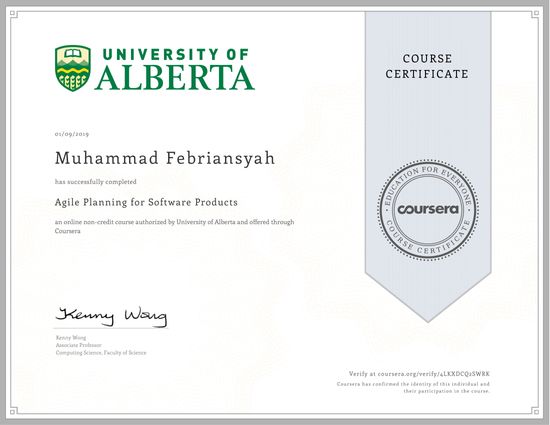 UNIVERSITY OF
ALBERTA
COURSE
CERTIFICATE
01/09/2019
Muhammad Febriansyah
has successfully completed
Agile Planning for Software Products
an online non-credit course authorized by University of Alberta and offered through
Coursera
EDUCATION FOR EVERYONE
coursera
COURSE CERTIFICATE
Kenny Wong
Kenny Wong
Associate Professor
Computing Science, Faculty of Science
Verify at coursera.org/verify/4LKXDCQ2SWRK
Coursera has confirmed the identity of this individual and
their participation in the course.